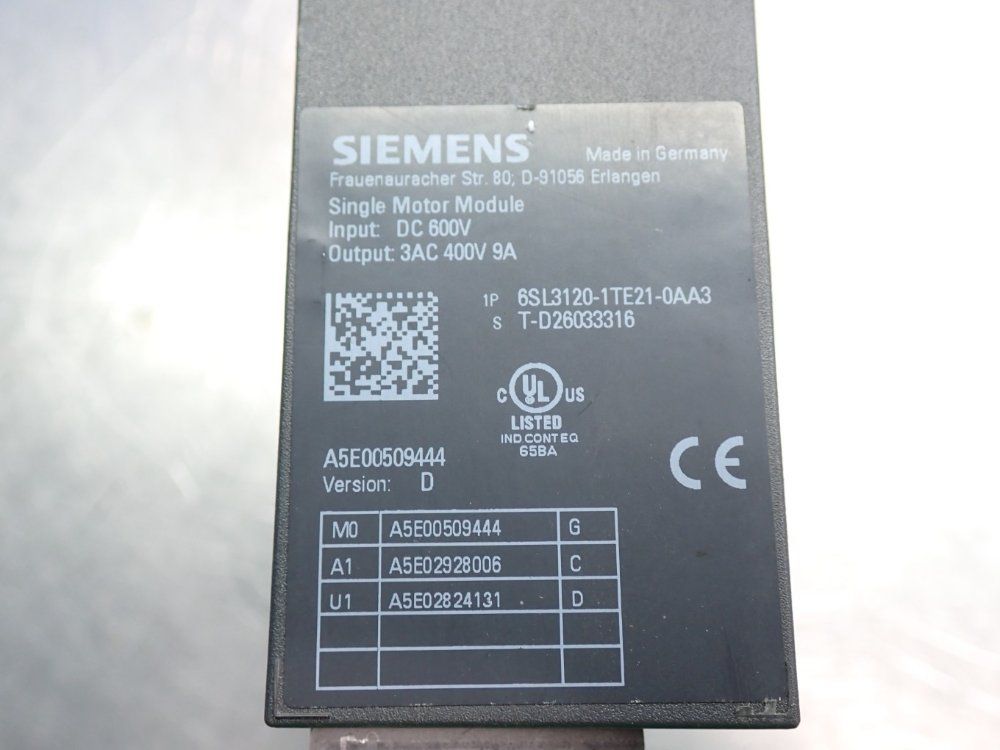 SIEMENS Made in Germany
Frauenauracher Str. 80; D-91056 Erlangen
Single Motor Module
Input: DC 600V
Output: 3AC 400V 9A
1P 6SL3120-1TE21-0AA3
S T-D26033316
C UL US
LISTED
IND CONT EQ
65BA
CE
A5E00509444
Version: D
M0 A5E00509444 G
A1 A5E02928006 C
U1 A5E02824131 D